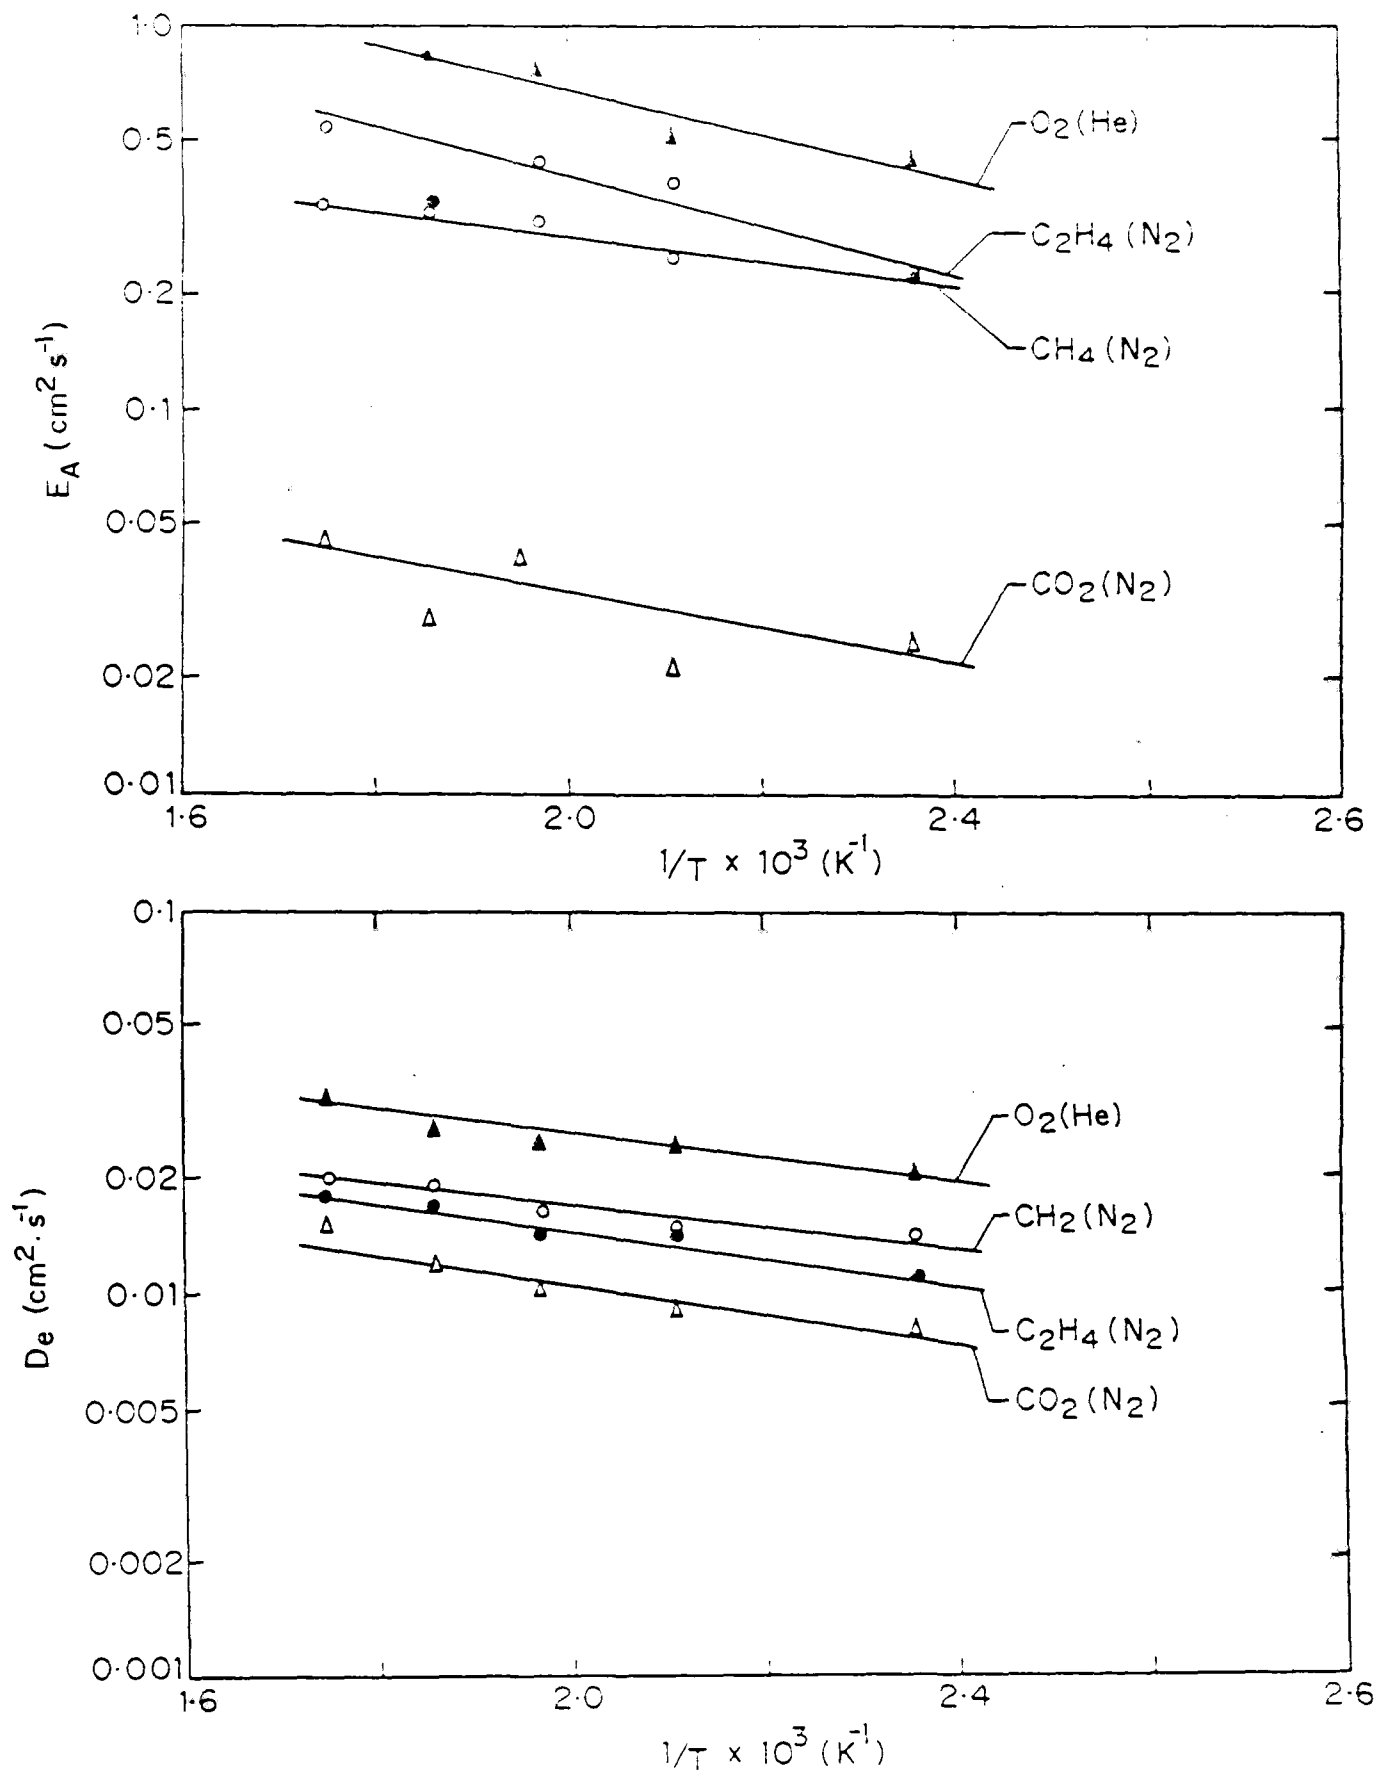 1·0
0·5
0·2
0·1
0·05
0·02
0·01
E_A (cm² s⁻¹)
O₂(He)
C₂H₄(N₂)
CH₄(N₂)
CO₂(N₂)
1·6 2·0 2·4 2·6
1/T × 10³ (K⁻¹)
0·1
0·05
0·02
0·01
0·005
0·002
0·001
De (cm².s⁻¹)
O₂(He)
CH₂(N₂)
C₂H₄(N₂)
CO₂(N₂)
1·6 2·0 2·4 2·6
1/T × 10³ (K⁻¹)